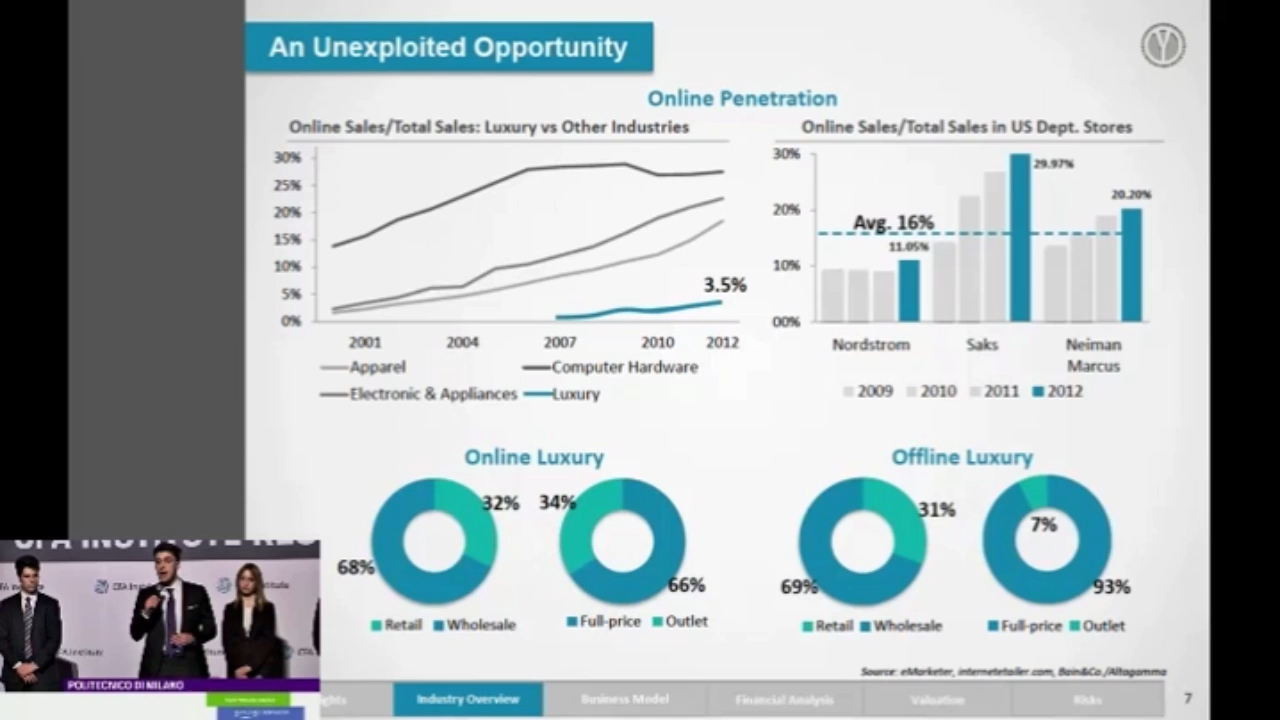 An Unexploited Opportunity
Online Penetration
Online Sales/Total Sales: Luxury vs Other Industries
30%
25%
20%
15%
10%
5%
0%
3.5%
2001 2004 2007 2010 2012
Apparel Computer Hardware
Electronic & Appliances Luxury
Online Sales/Total Sales in US Dept. Stores
30%
20%
10%
00%
29.97%
20.20%
Avg. 16%
11.05%
Nordstrom Saks Neiman
Marcus
2009 2010 2011 2012
Online Luxury
32%
68%
Retail Wholesale
34%
66%
Full-price Outlet
Offline Luxury
31%
69%
Retail Wholesale
7%
93%
Full-price Outlet
Source: eMarketer, internetetailer.com, Bain&Co./Altagamma
Industry Overview Business Model Financial Analysis Valuation Risks
7
CFA INSTITUTE RES
POLITECNICO DI MILANO